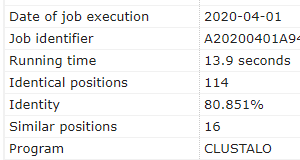 Date of job execution 2020-04-01
Job identifier A20200401A94
Running time 13.9 seconds
Identical positions 114
Identity 80.851%
Similar positions 16
Program CLUSTALO